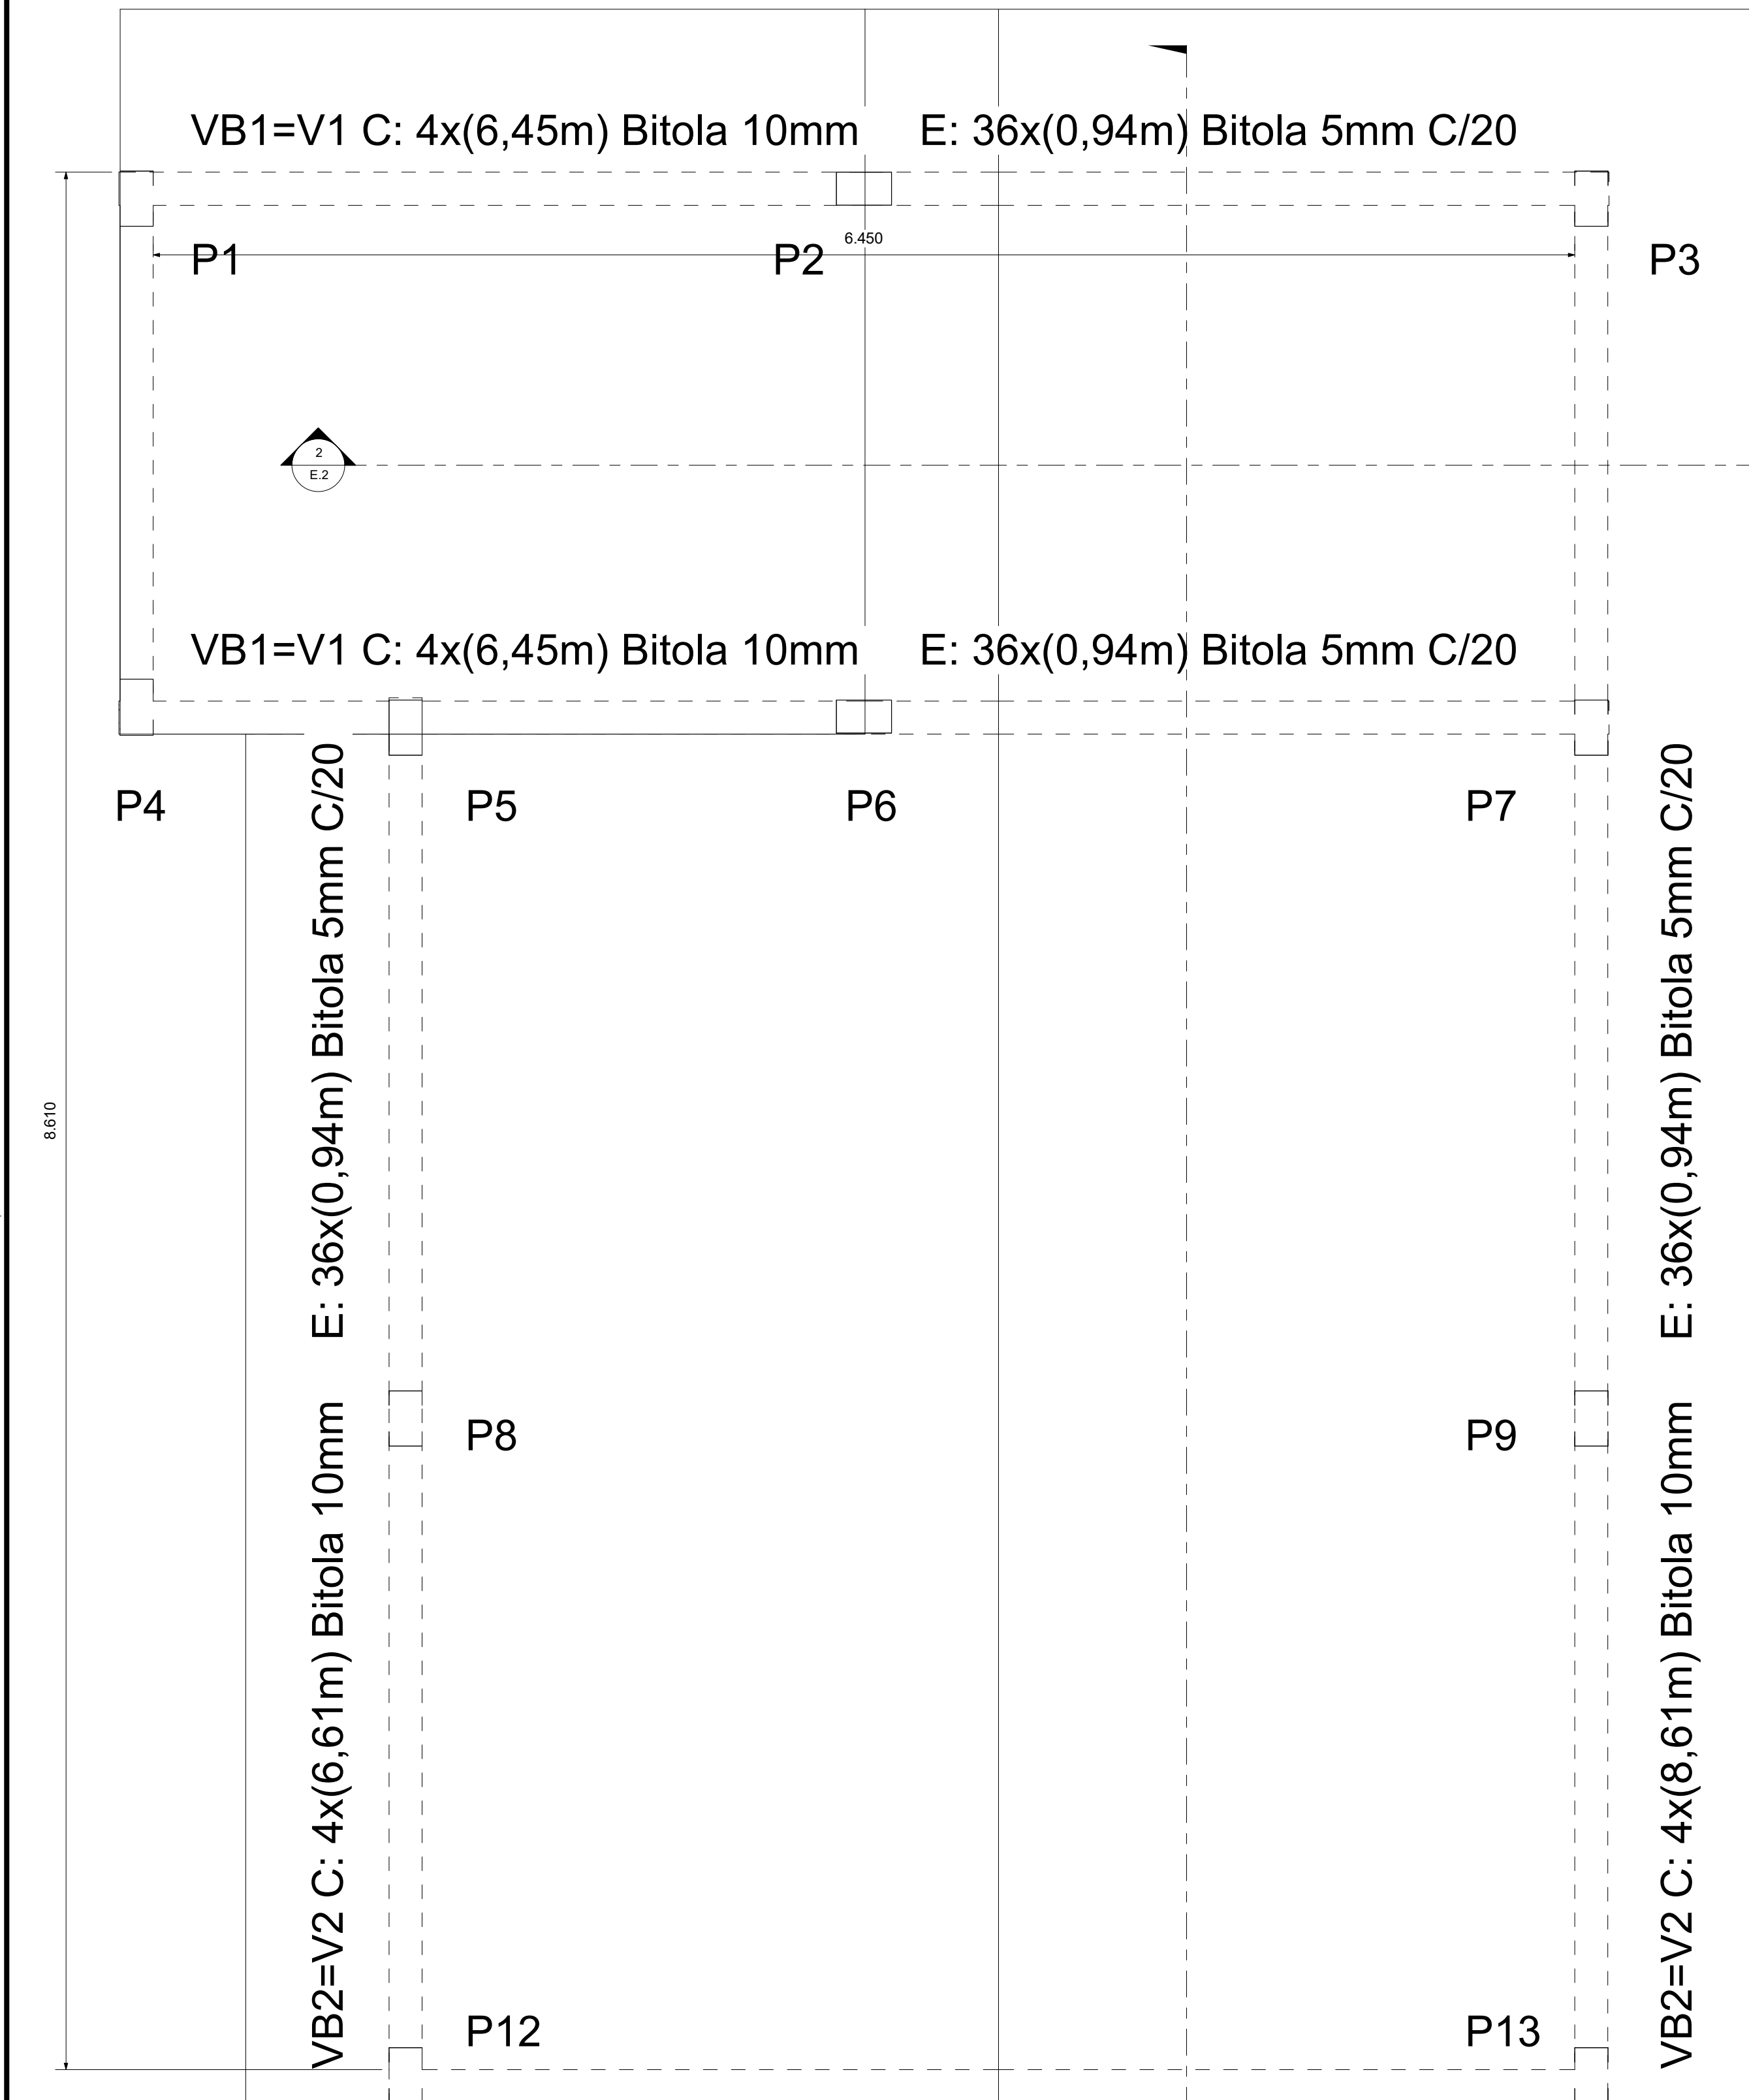 VB1=V1 C: 4x(6,45m) Bitola 10mm E: 36x(0,94m) Bitola 5mm C/20
6.450
P1 P2 P3
2
E.2
VB1=V1 C: 4x(6,45m) Bitola 10mm E: 36x(0,94m) Bitola 5mm C/20
P4 P5 P6 P7
8.610
VB2=V2 C: 4x(6,61m) Bitola 10mm E: 36x(0,94m) Bitola 5mm C/20
VB2=V2 C: 4x(8,61m) Bitola 10mm E: 36x(0,94m) Bitola 5mm C/20
P8 P9
P12 P13